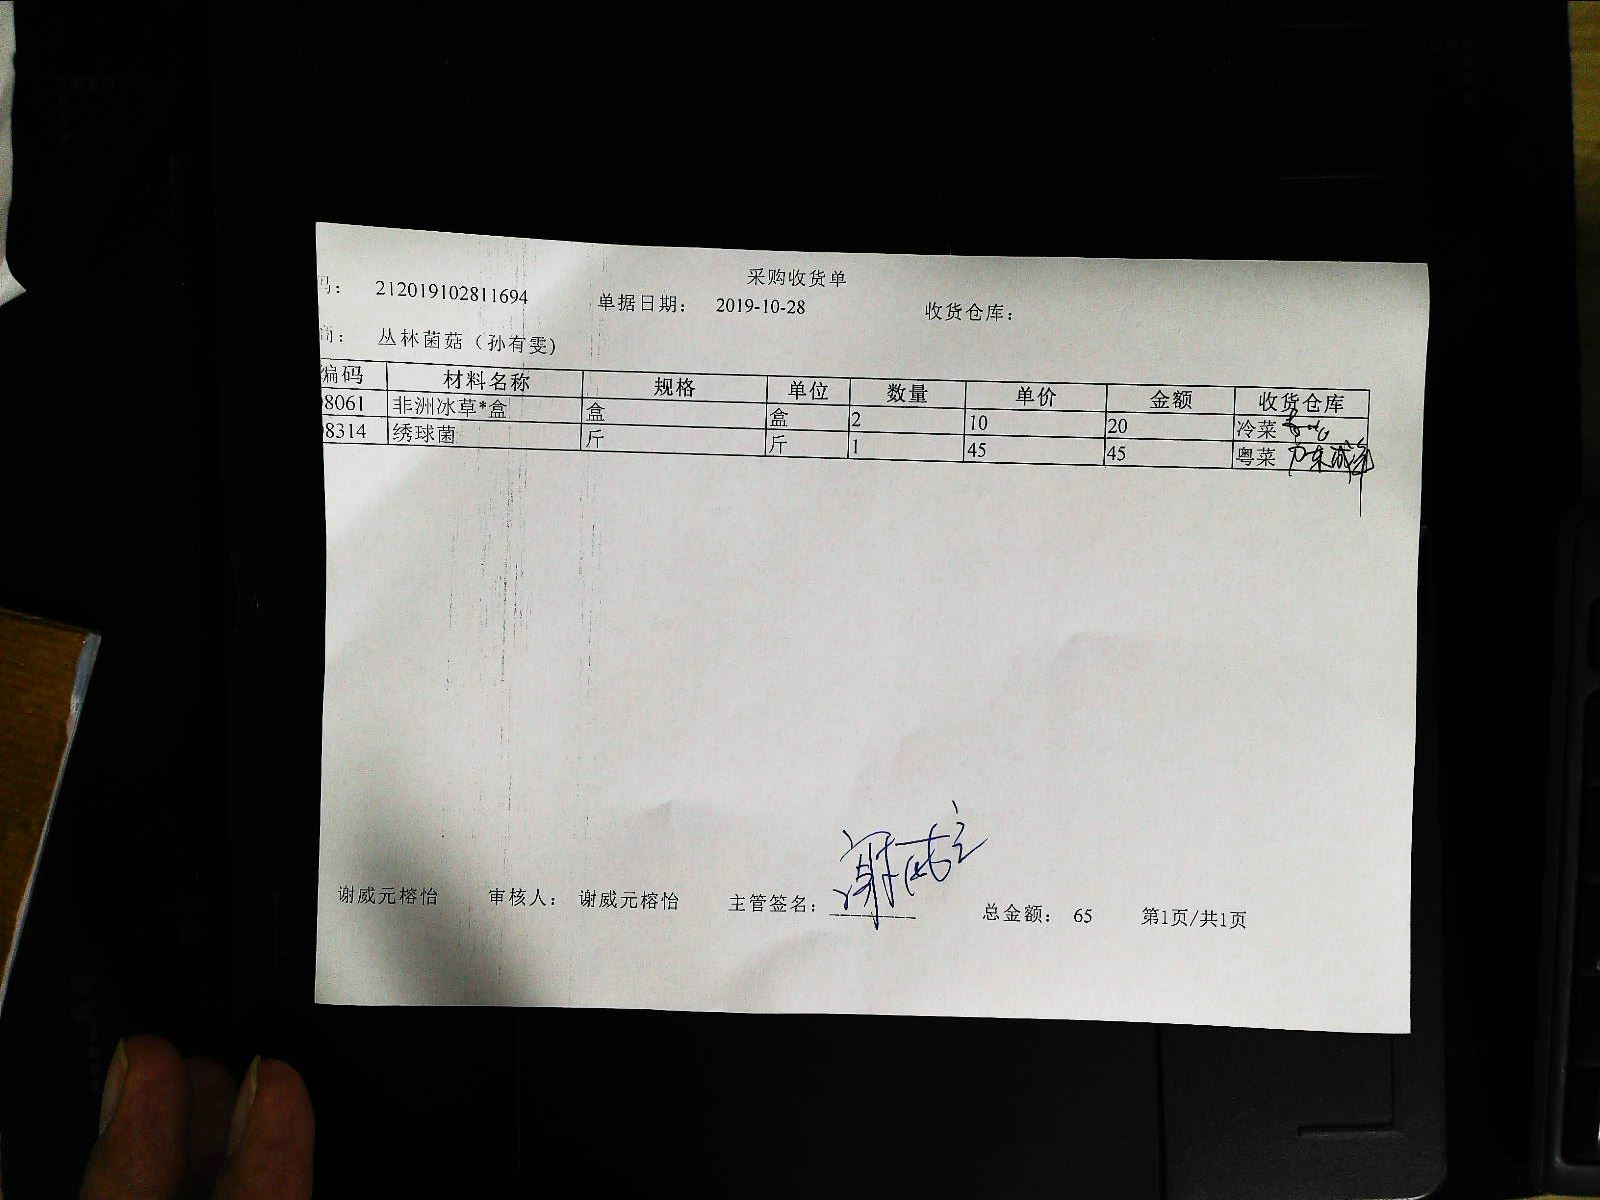 采购收货单
码： 212019102811694 单据日期： 2019-10-28 收货仓库：
商： 丛林菌菇（孙有雯)
编码 材料名称 规格 单位 数量 单价 金额 收货仓库
08061 非洲冰草*盒 盒 盒 2 10 20 冷菜
08314 绣球菌 斤 斤 1 45 45 粤菜
谢威元榕怡 审核人： 谢威元榕怡 主管签名： 总金额： 65 第1页/共1页